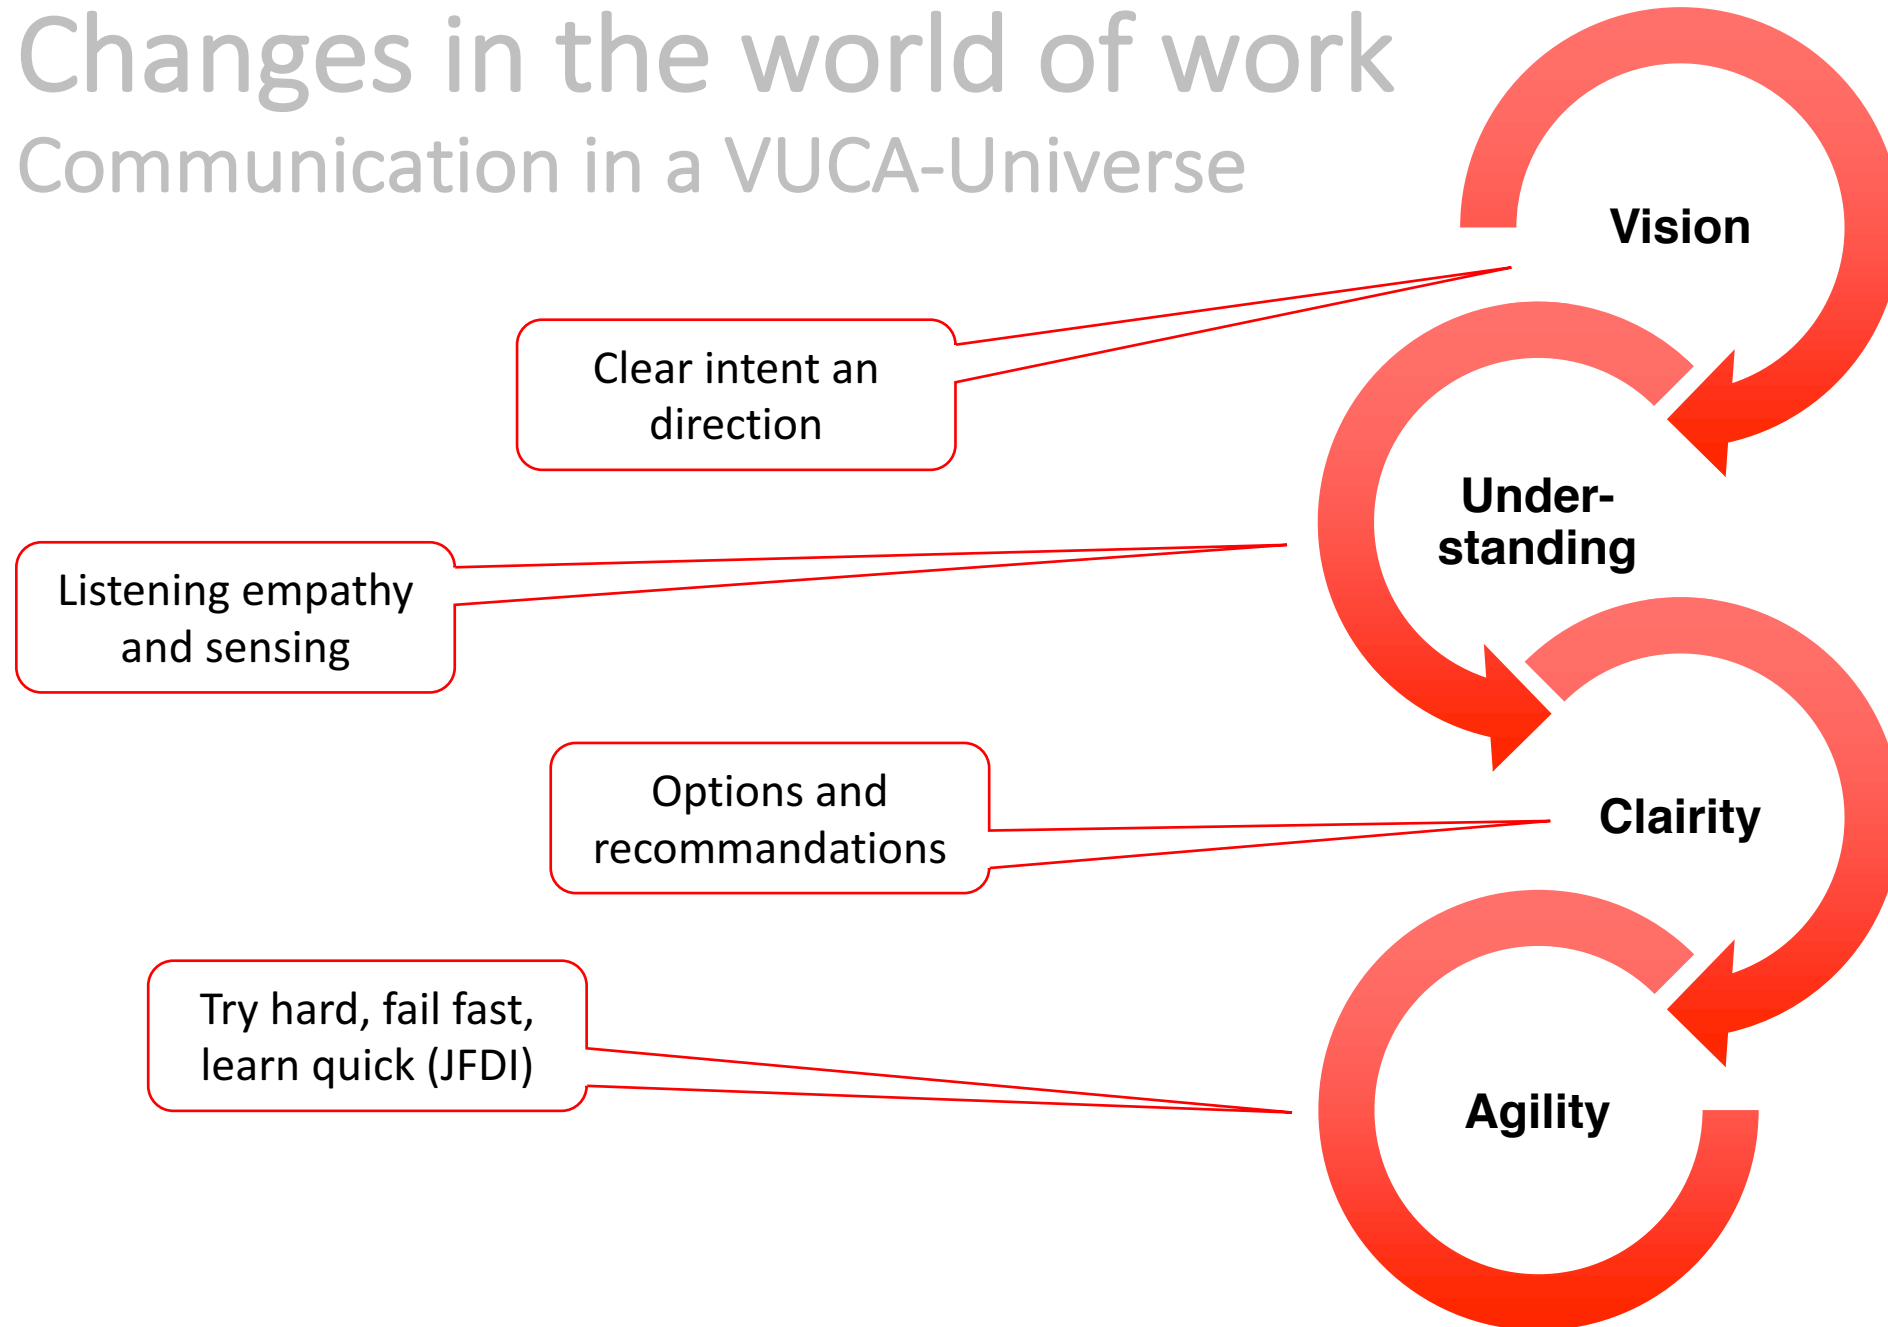 Changes in the world of work
Communication in a VUCA-Universe
Vision
Clear intent an
direction
Under-
standing
Listening empathy
and sensing
Options and
recommandations
Clairity
Try hard, fail fast,
learn quick (JFDI)
Agility